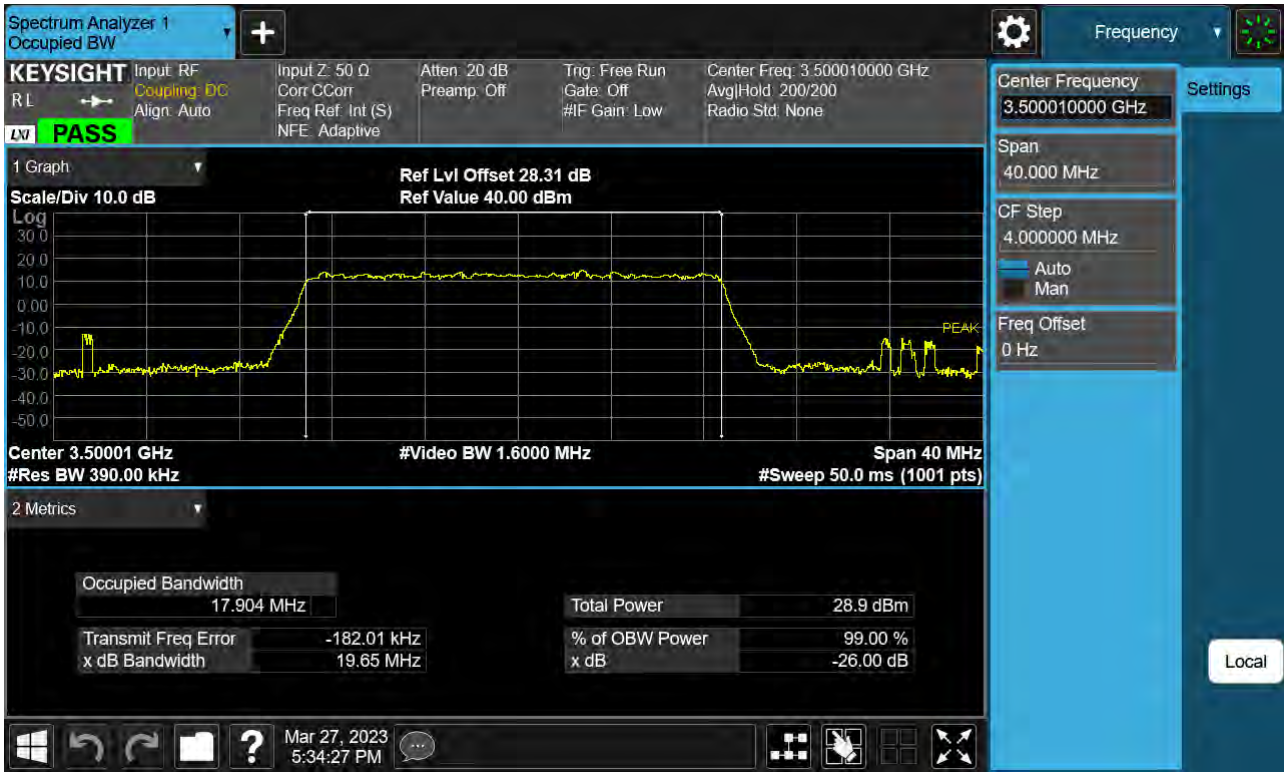 Spectrum Analyzer 1
Occupied BW
+
Frequency
KEYSIGHT
RL
LXI PASS
Input: RF
Coupling: DC
Align: Auto
Input Z: 50 Ω
Corr CCorr
Freq Ref: Int (S)
NFE: Adaptive
Atten: 20 dB
Preamp: Off
Trig: Free Run
Gate: Off
#IF Gain: Low
Center Freq: 3.500010000 GHz
Avg|Hold: 200/200
Radio Std: None
Center Frequency
3.500010000 GHz
Settings
Span
40.000 MHz
CF Step
4.000000 MHz
Auto
Man
Freq Offset
0 Hz
1 Graph
Scale/Div 10.0 dB
Ref Lvl Offset 28.31 dB
Ref Value 40.00 dBm
Log
30.0
20.0
10.0
0.00
-10.0
-20.0
-30.0
-40.0
-50.0
PEAK
Center 3.50001 GHz
#Video BW 1.6000 MHz
Span 40 MHz
#Res BW 390.00 kHz
#Sweep 50.0 ms (1001 pts)
2 Metrics
Occupied Bandwidth
17.904 MHz
Total Power 28.9 dBm
Transmit Freq Error -182.01 kHz
% of OBW Power 99.00 %
x dB Bandwidth 19.65 MHz
x dB -26.00 dB
Local
?
Mar 27, 2023
5:34:27 PM